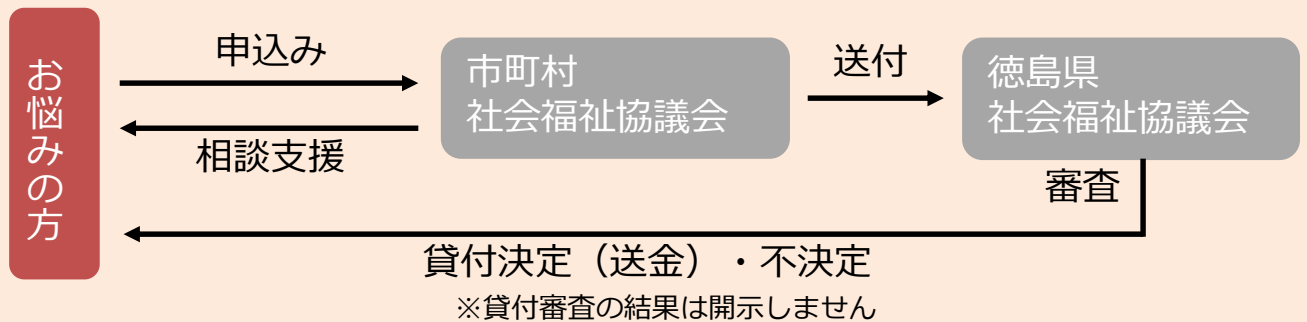 お悩みの方
申込み
相談支援
市町村
社会福祉協議会
送付
徳島県
社会福祉協議会
審査
貸付決定（送金）・不決定
※貸付審査の結果は開示しません